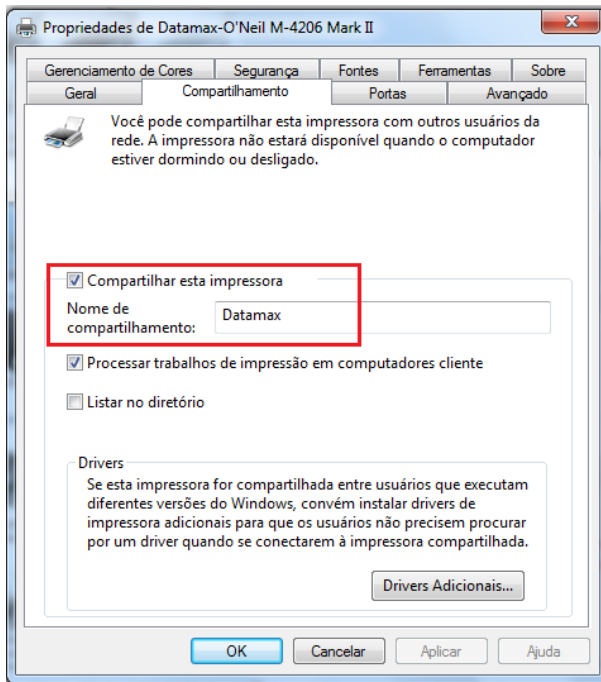 Propriedades de Datamax-O'Neil M-4206 Mark II
Gerenciamento de Cores Segurança Fontes Ferramentas Sobre
Geral Compartilhamento Portas Avançado
Você pode compartilhar esta impressora com outros usuários da
rede. A impressora não estará disponível quando o computador
estiver dormindo ou desligado.
Compartilhar esta impressora
Nome de
compartilhamento:
Datamax
Processar trabalhos de impressão em computadores cliente
Listar no diretório
Drivers
Se esta impressora for compartilhada entre usuários que executam
diferentes versões do Windows, convém instalar drivers de
impressora adicionais para que os usuários não precisem procurar
por um driver quando se conectarem à impressora compartilhada.
Drivers Adicionais...
OK Cancelar Aplicar Ajuda